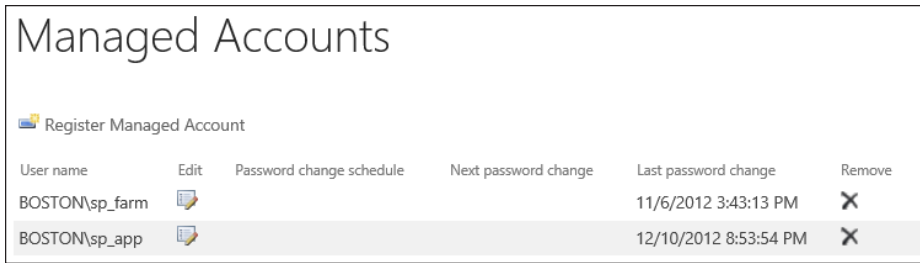 Managed Accounts
Register Managed Account
User name Edit Password change schedule Next password change Last password change Remove
BOSTON\sp_farm 11/6/2012 3:43:13 PM
BOSTON\sp_app 12/10/2012 8:53:54 PM